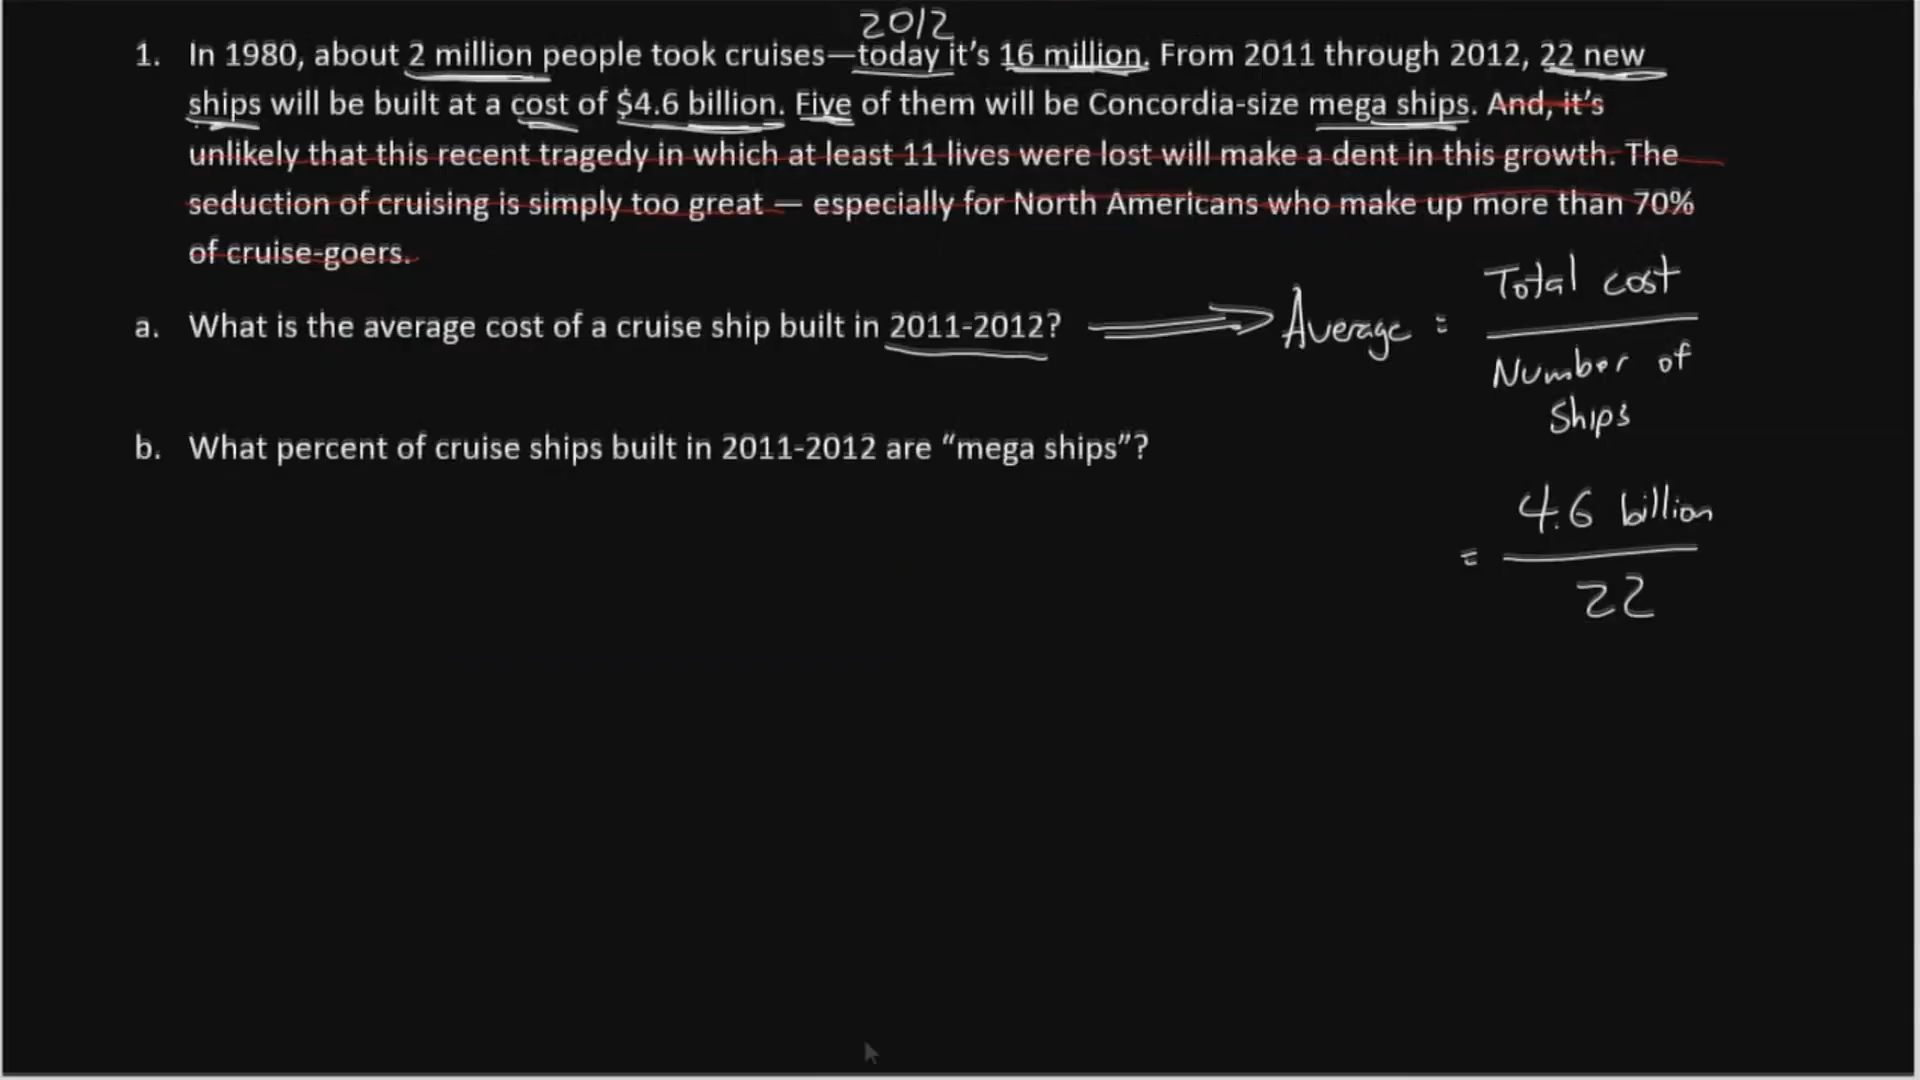 2012
1. In 1980, about 2 million people took cruises—today it's 16 million. From 2011 through 2012, 22 new
ships will be built at a cost of $4.6 billion. Five of them will be Concordia-size mega ships. And, it's
unlikely that this recent tragedy in which at least 11 lives were lost will make a dent in this growth. The
seduction of cruising is simply too great — especially for North Americans who make up more than 70%
of cruise-goers.
a. What is the average cost of a cruise ship built in 2011-2012?
Average =
Total cost
Number of
Ships
b. What percent of cruise ships built in 2011-2012 are “mega ships”?
=
4.6 billion
22